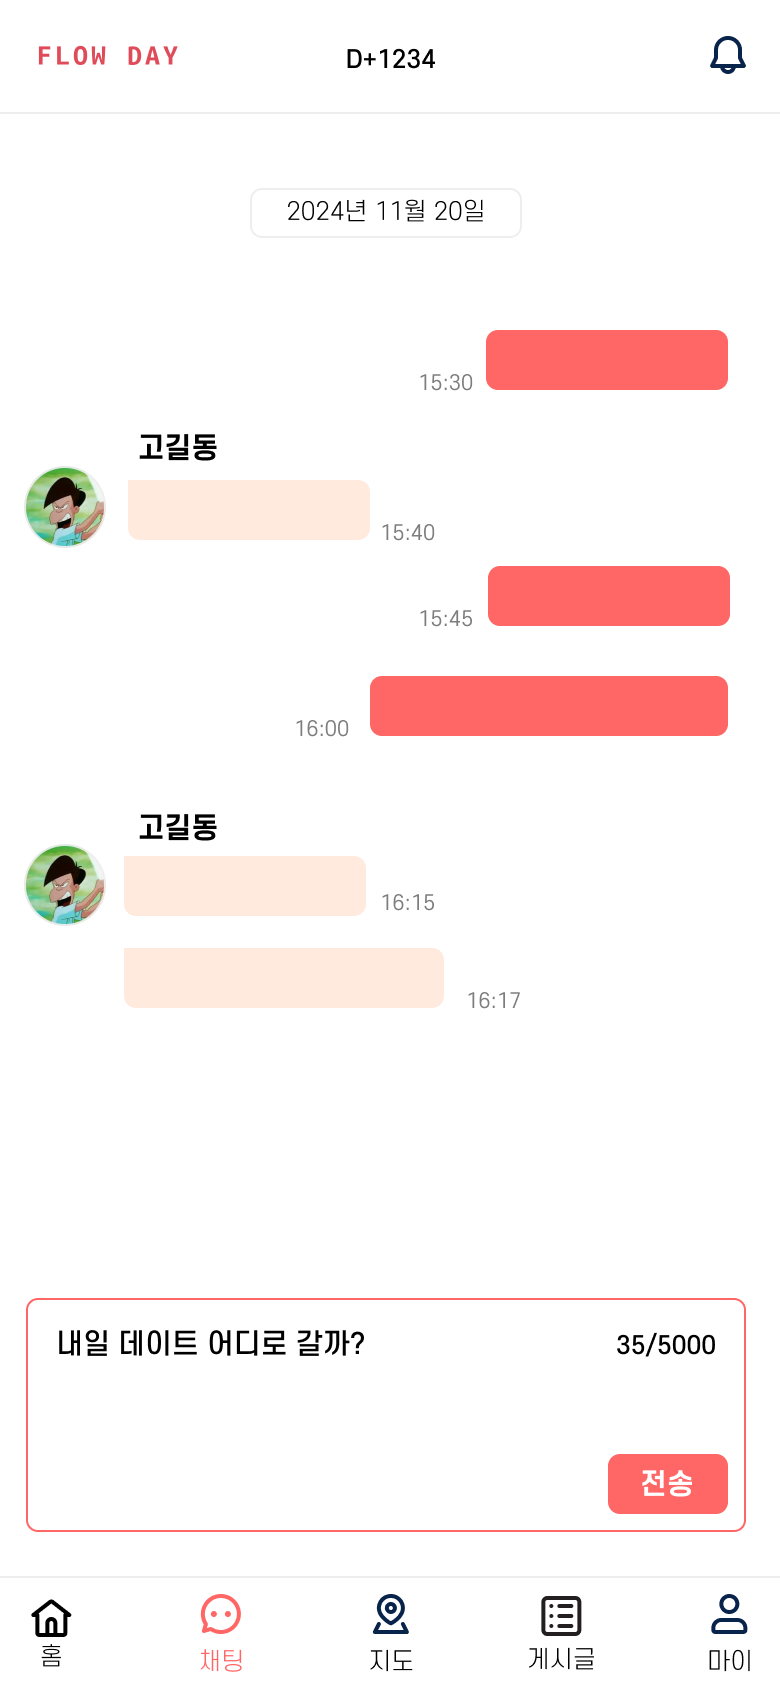 FLOW DAY
D+1234
2024년 11월 20일
15:30
고길동
15:40
15:45
16:00
고길동
16:15
16:17
내일 데이트 어디로 갈까?
35/5000
전송
홈
채팅
지도
게시글
마이